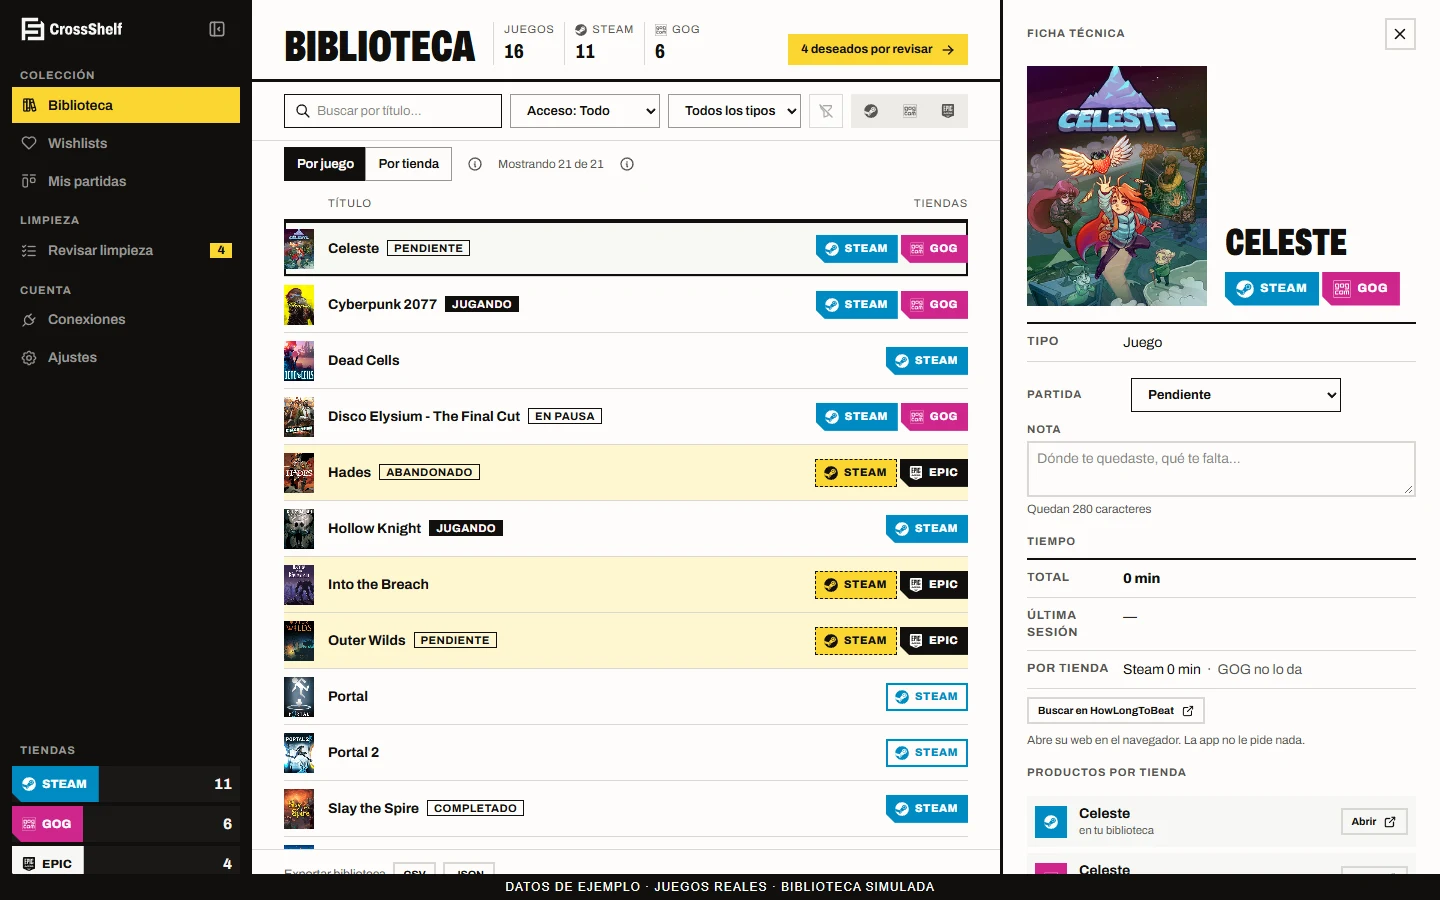 CrossShelf
COLECCIÓN
Biblioteca
Wishlists
Mis partidas
LIMPIEZA
Revisar limpieza 4
CUENTA
Conexiones
Ajustes
TIENDAS
STEAM 11
GOG 6
EPIC 4
BIBLIOTECA
JUEGOS
16
STEAM
11
GOG
6
4 deseados por revisar
Buscar por título...
Acceso: Todo
Todos los tipos
Por juego
Por tienda
Mostrando 21 de 21
TÍTULO TIENDAS
Celeste PENDIENTE STEAM GOG
Cyberpunk 2077 JUGANDO STEAM GOG
Dead Cells STEAM
Disco Elysium - The Final Cut EN PAUSA STEAM GOG
Hades ABANDONADO STEAM EPIC
Hollow Knight JUGANDO STEAM
Into the Breach STEAM EPIC
Outer Wilds PENDIENTE STEAM EPIC
Portal STEAM
Portal 2 STEAM
Slay the Spire COMPLETADO STEAM
Exportar biblioteca CSV JSON
FICHA TÉCNICA
CELESTE
CELESTE
STEAM GOG
TIPO Juego
PARTIDA Pendiente
NOTA
Dónde te quedaste, qué te falta...
Quedan 280 caracteres
TIEMPO
TOTAL 0 min
ÚLTIMA SESIÓN —
POR TIENDA Steam 0 min · GOG no lo da
Buscar en HowLongToBeat
Abre su web en el navegador. La app no le pide nada.
PRODUCTOS POR TIENDA
Celeste
en tu biblioteca
Abrir
Celeste
DATOS DE EJEMPLO · JUEGOS REALES · BIBLIOTECA SIMULADA